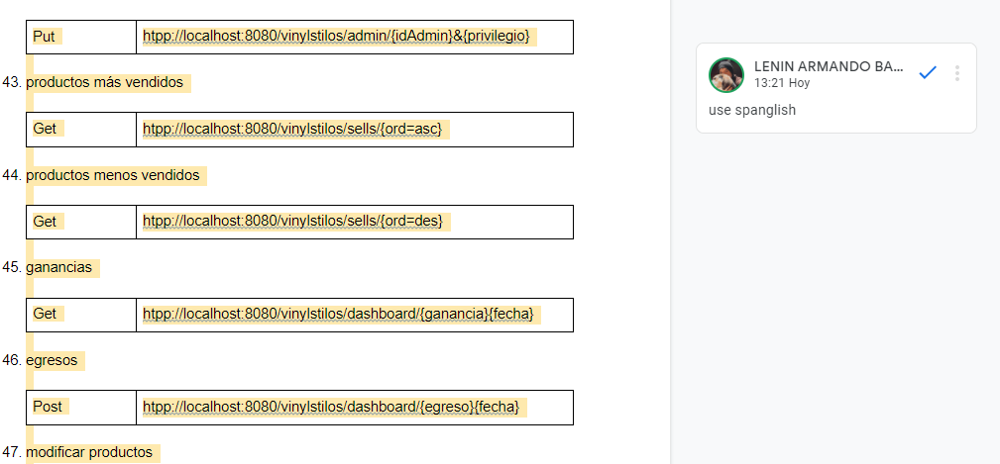 Put htpp://localhost:8080/vinylstilos/admin/{idAdmin}&{privilegio}
43. productos más vendidos
Get htpp://localhost:8080/vinylstilos/sells/{ord=asc}
44. productos menos vendidos
Get htpp://localhost:8080/vinylstilos/sells/{ord=des}
45. ganancias
Get htpp://localhost:8080/vinylstilos/dashboard/{ganancia}{fecha}
46. egresos
Post htpp://localhost:8080/vinylstilos/dashboard/{egreso}{fecha}
47. modificar productos
LENIN ARMANDO BA...
13:21 Hoy
use spanglish